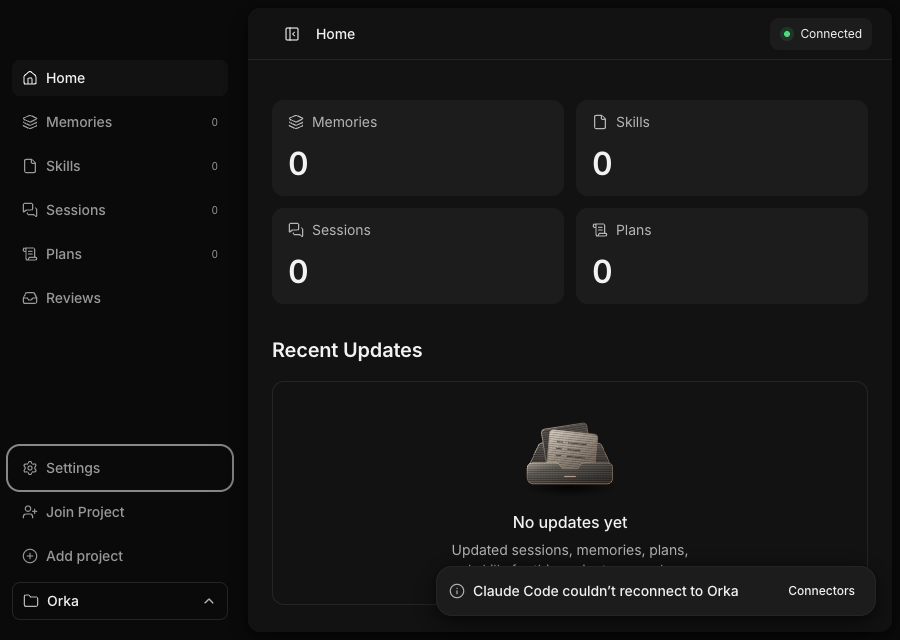 Home
Connected
Home
Memories
0
Skills
0
Sessions
0
Plans
0
Reviews
Memories
0
Skills
0
Sessions
0
Plans
0
Recent Updates
No updates yet
Updated sessions, memories, plans,
Settings
Join Project
Add project
Orka
Claude Code couldn't reconnect to Orka
Connectors